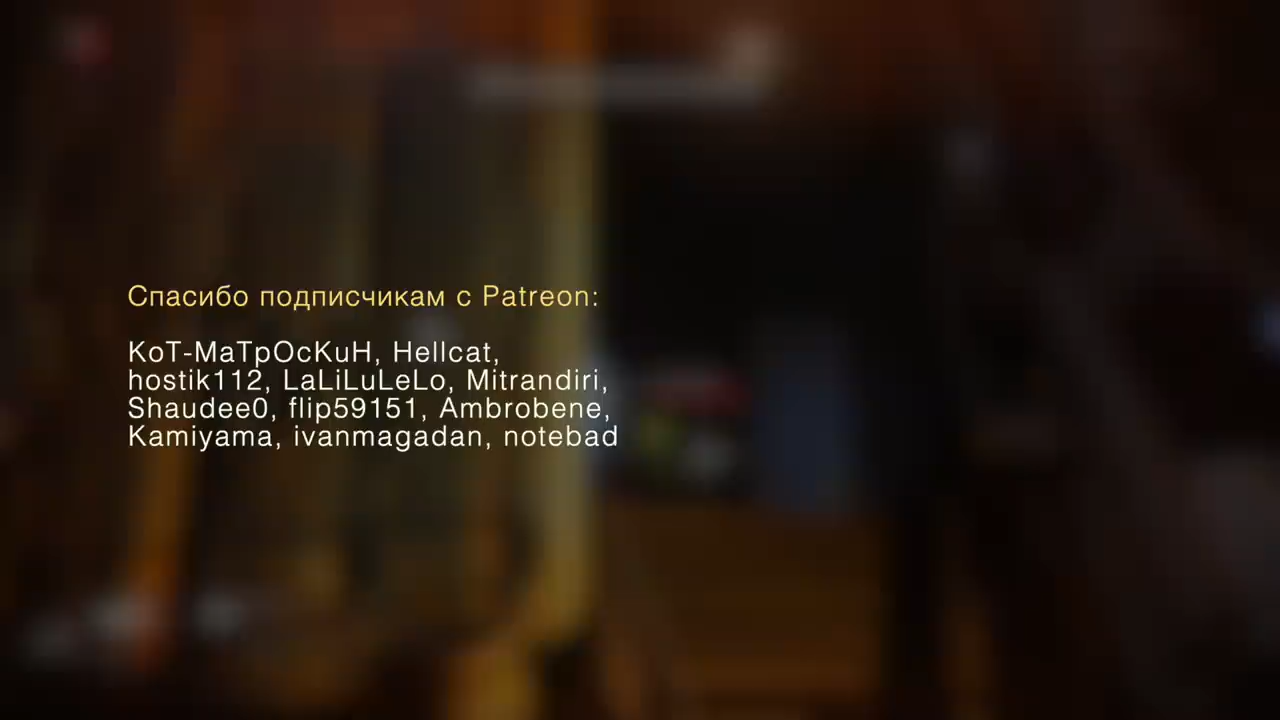 Спасибо подписчикам с Patreon:
KoT-MaTpOcKuH, Hellcat,
hostik112, LaLiLuLeLo, Mitrandiri,
Shaudee0, flip59151, Ambrobene,
Kamiyama, ivanmagadan, notebad